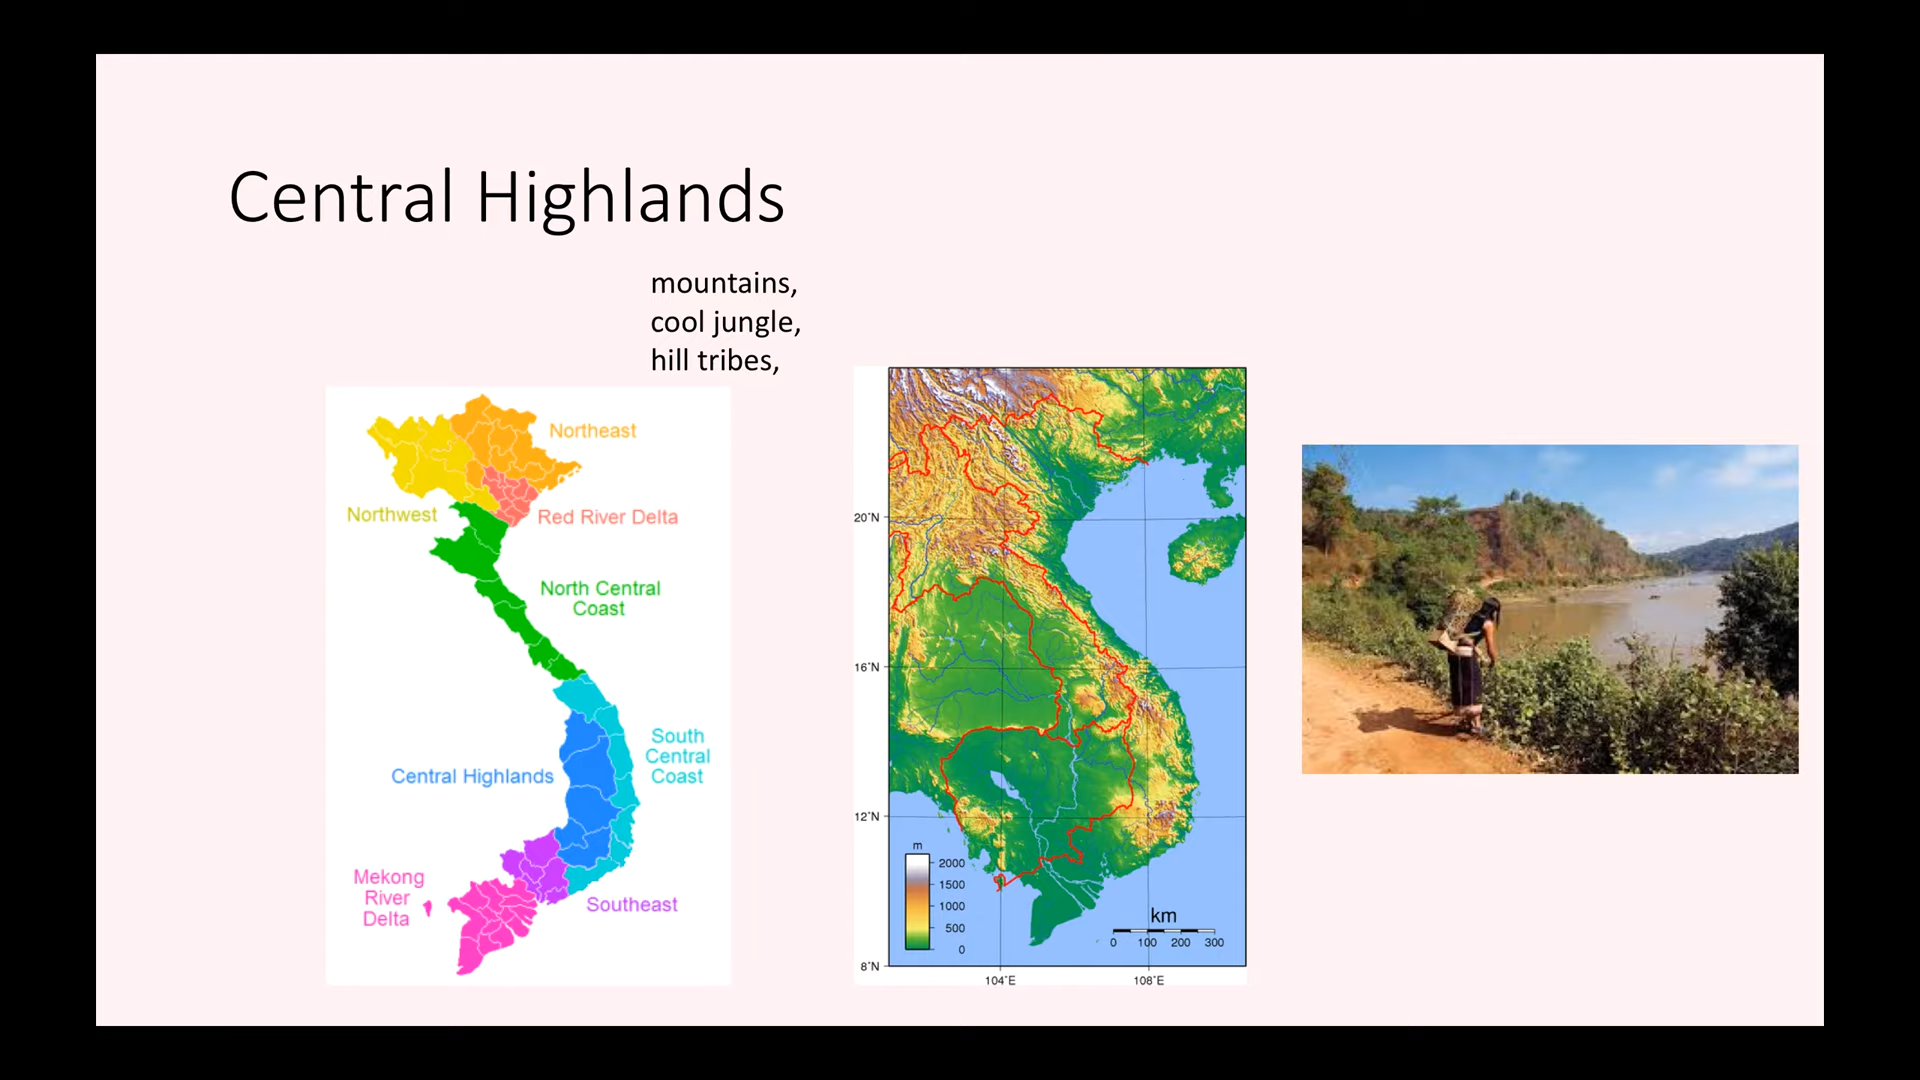 Central Highlands
mountains,
cool jungle,
hill tribes,
Northeast
Northwest
Red River Delta
North Central
Coast
South
Central
Coast
Central Highlands
Mekong
River
Delta
Southeast
20°N
16°N
12°N
8°N
m
2000
1500
1000
500
0
km
0 100 200 300
104°E 108°E